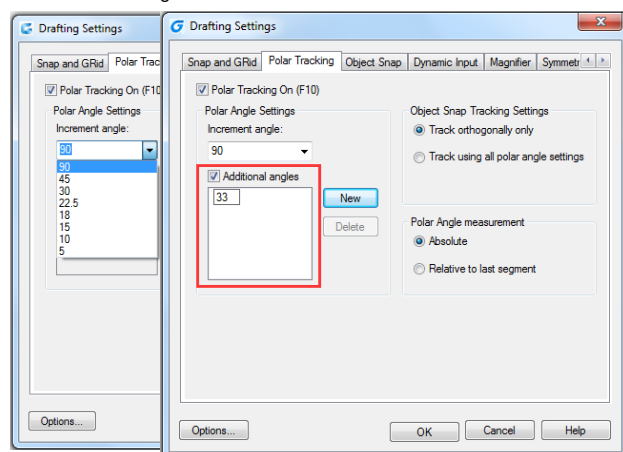 Drafting Settings
Snap and GRid Polar Trac
Polar Tracking On (F10
Polar Angle Settings
Increment angle:
90
90
45
30
22.5
18
15
10
5
Options...
Drafting Settings
Snap and GRid Polar Tracking Object Snap Dynamic Input Magnifier Symmetr
Polar Tracking On (F10)
Polar Angle Settings
Increment angle:
90
Additional angles
33
New
Delete
Object Snap Tracking Settings
Track orthogonally only
Track using all polar angle settings
Polar Angle measurement
Absolute
Relative to last segment
Options...
OK Cancel Help